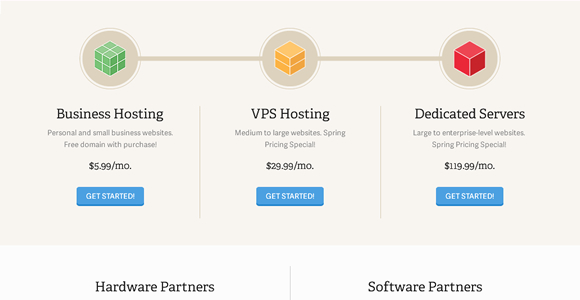 Business Hosting
Personal and small business websites.
Free domain with purchase!
$5.99/mo.
GET STARTED!
VPS Hosting
Medium to large websites. Spring
Pricing Special!
$29.99/mo.
GET STARTED!
Dedicated Servers
Large to enterprise-level websites.
Spring Pricing Special!
$119.99/mo.
GET STARTED!
Hardware Partners
Software Partners